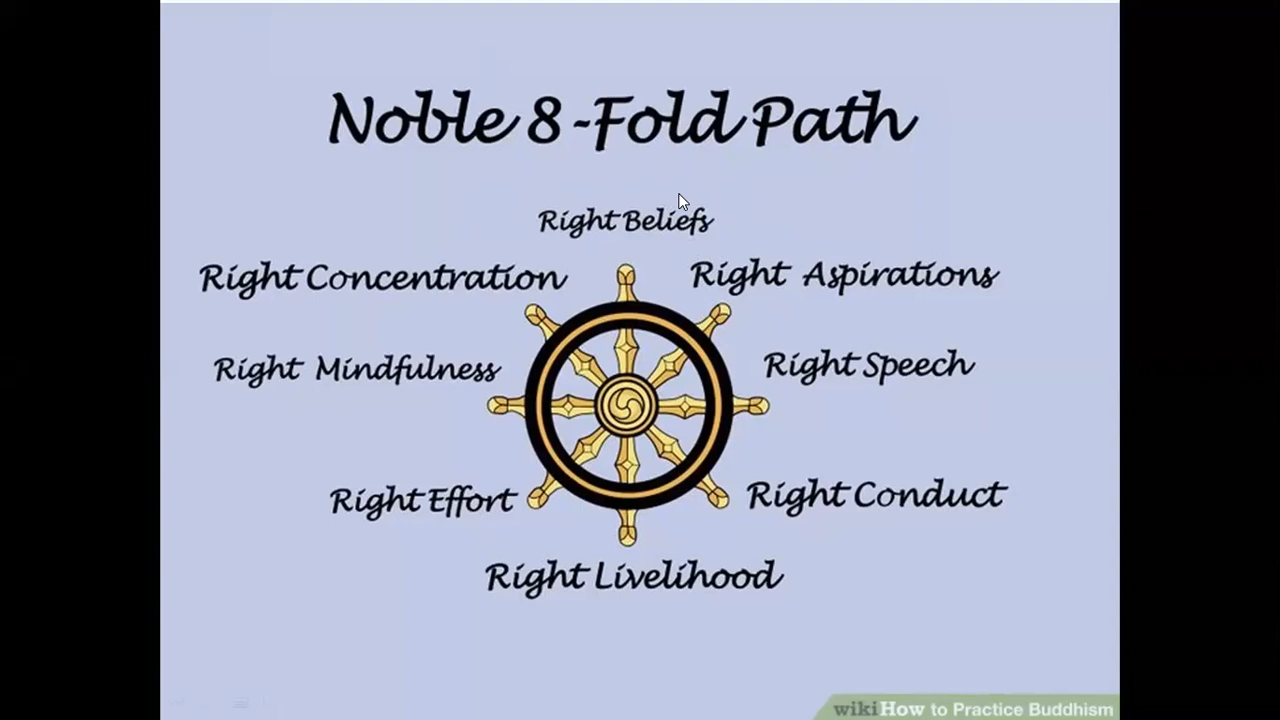 Noble 8-Fold Path
Right Beliefs
Right Concentration
Right Aspirations
Right Mindfulness
Right Speech
Right Effort
Right Conduct
Right Livelihood
wikiHow to Practice Buddhism